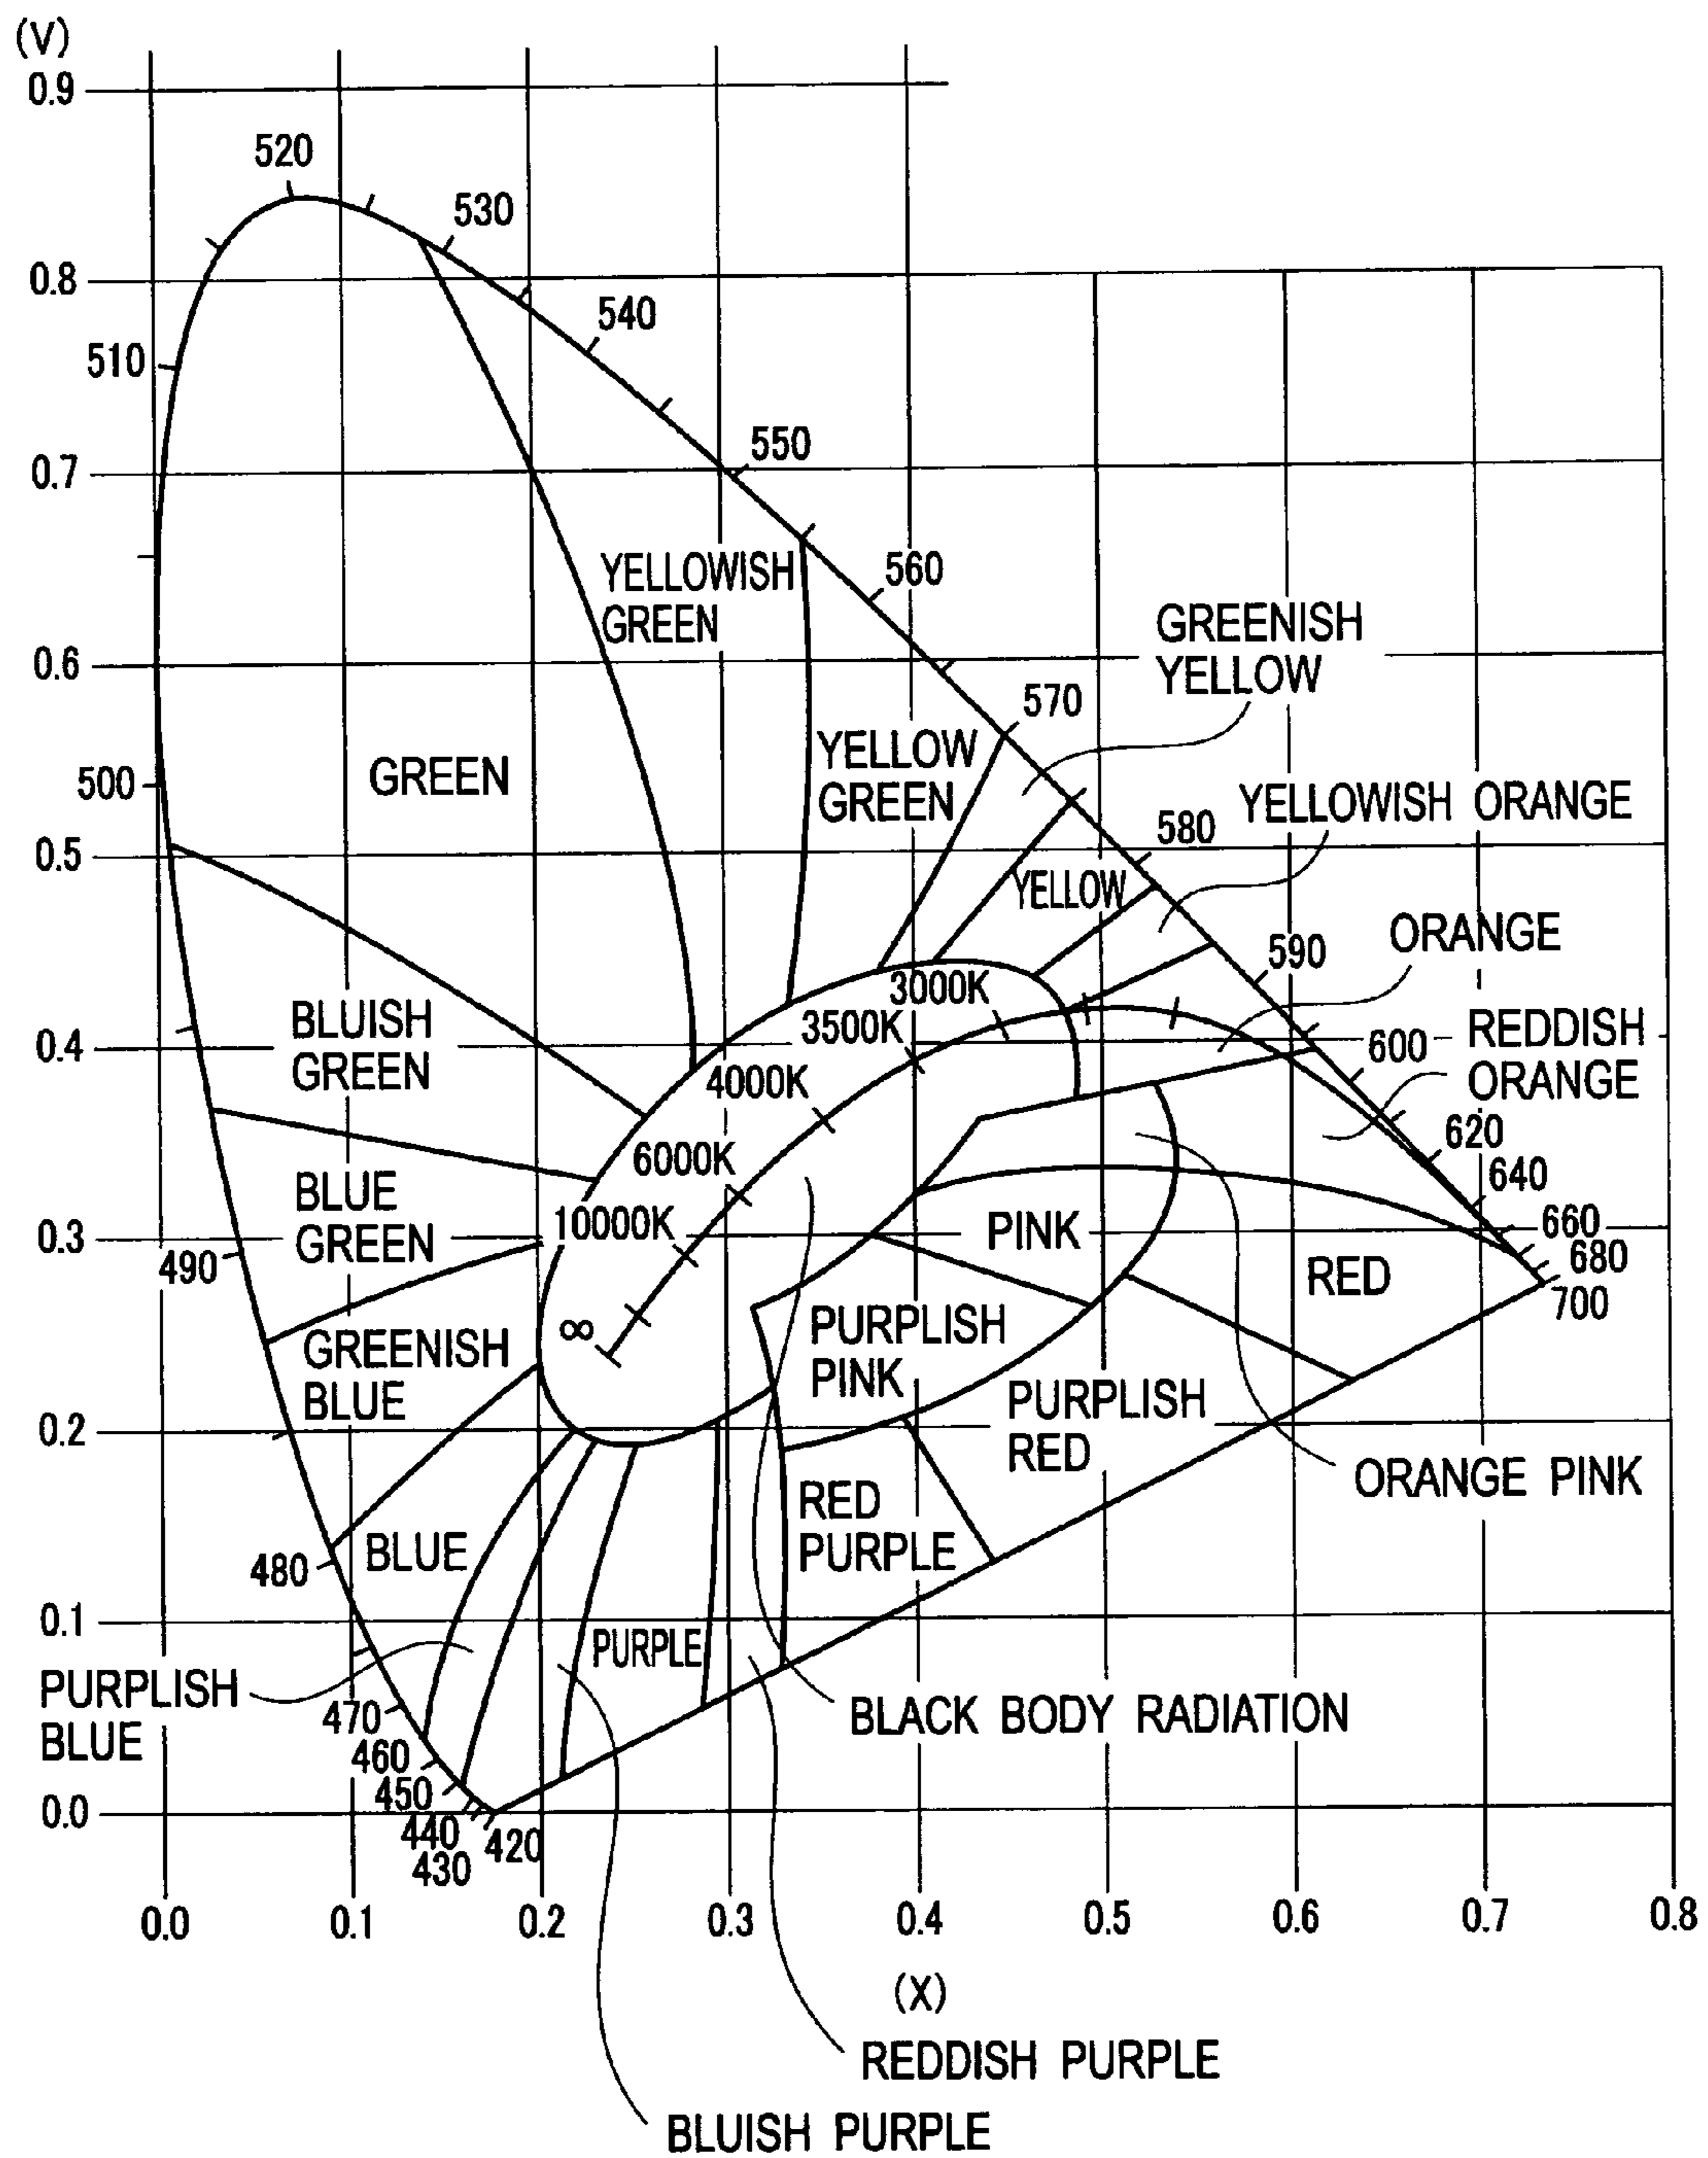 (V)
0.9
520
530
0.8
540
510
550
0.7
YELLOWISH
GREEN
560
GREENISH
YELLOW
0.6
570
YELLOW
GREEN
GREEN
500
YELLOWISH ORANGE
580
0.5
YELLOW
ORANGE
590
3000K
BLUISH
GREEN
3500K
REDDISH
ORANGE
600
0.4
4000K
620
6000K
640
BLUE
GREEN
10000K
PINK
660
0.3
680
490
RED
700
∞
PURPLISH
PINK
GREENISH
BLUE
PURPLISH
RED
0.2
ORANGE PINK
RED
PURPLE
BLUE
480
0.1
PURPLE
PURPLISH
BLUE
470
BLACK BODY RADIATION
460
450
0.0
440
420
430
0.0
0.1
0.2
0.3
0.4
0.5
0.6
0.7
0.8
(X)
REDDISH PURPLE
BLUISH PURPLE